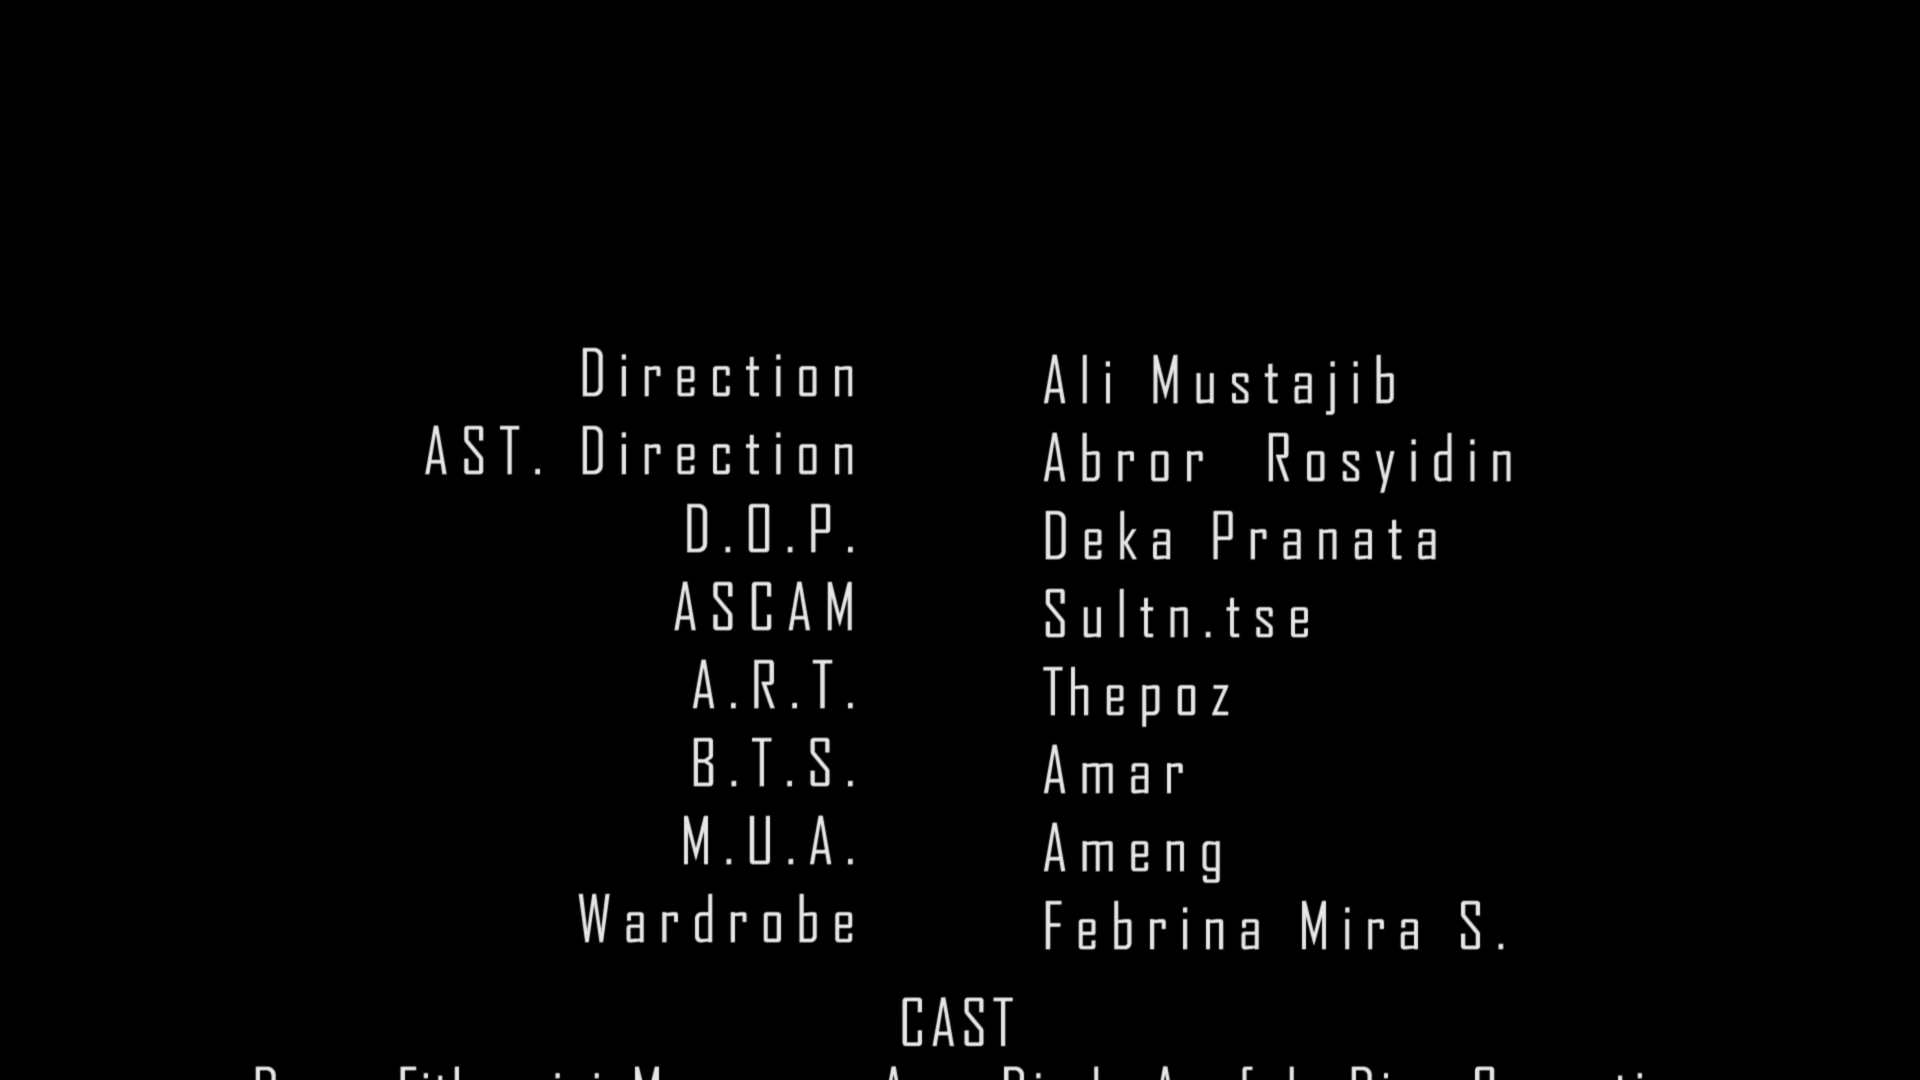 Direction Ali Mustajib
AST. Direction Abror Rosyidin
D.O.P. Deka Pranata
ASCAM Sultn.tse
A.R.T. Thepoz
B.T.S. Amar
M.U.A. Ameng
Wardrobe Febrina Mira S.
CAST